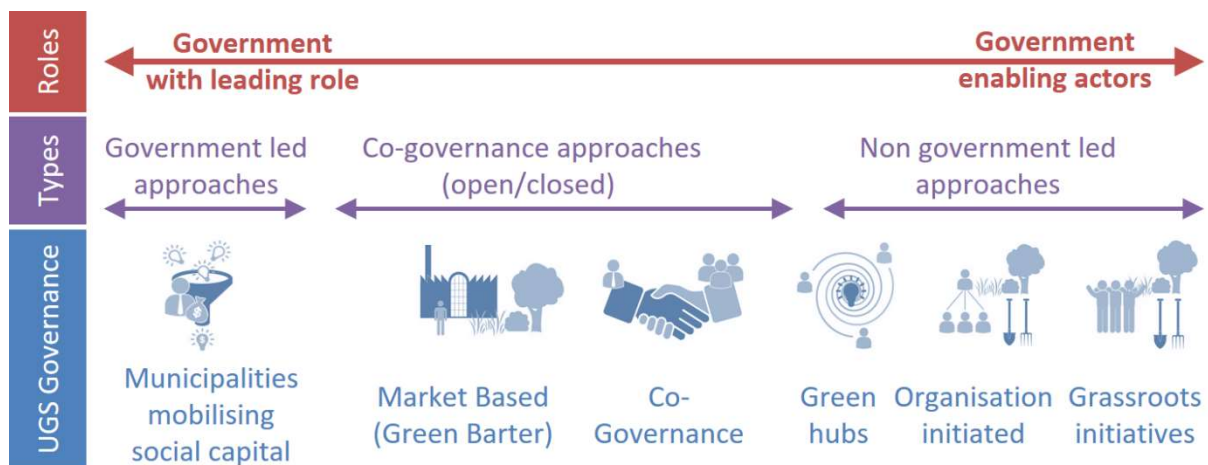 Roles
Government
with leading role
Government
enabling actors
Types
Government led
approaches
Co-governance approaches
(open/closed)
Non government led
approaches
UGS Governance
Municipalities
mobilising
social capital
Market Based
(Green Barter)
Co-
Governance
Green
hubs
Organisation
initiated
Grassroots
initiatives